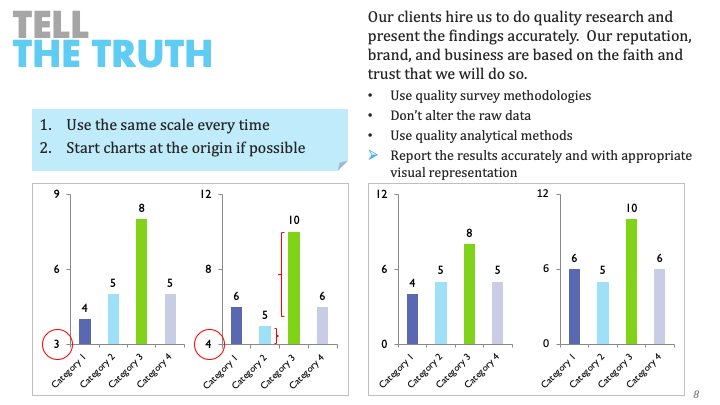 TELL
THE TRUTH
Our clients hire us to do quality research and
present the findings accurately.  Our reputation,
brand, and business are based on the faith and
trust that we will do so.
• Use quality survey methodologies
• Don't alter the raw data
• Use quality analytical methods
➢ Report the results accurately and with appropriate
visual representation
1. Use the same scale every time
2. Start charts at the origin if possible
9
6
3
4
5
8
5
Category 1
Category 2
Category 3
Category 4
12
8
4
6
5
10
6
Category 1
Category 2
Category 3
Category 4
12
6
0
4
5
8
5
Category 1
Category 2
Category 3
Category 4
12
6
0
6
5
10
6
Category 1
Category 2
Category 3
Category 4
8